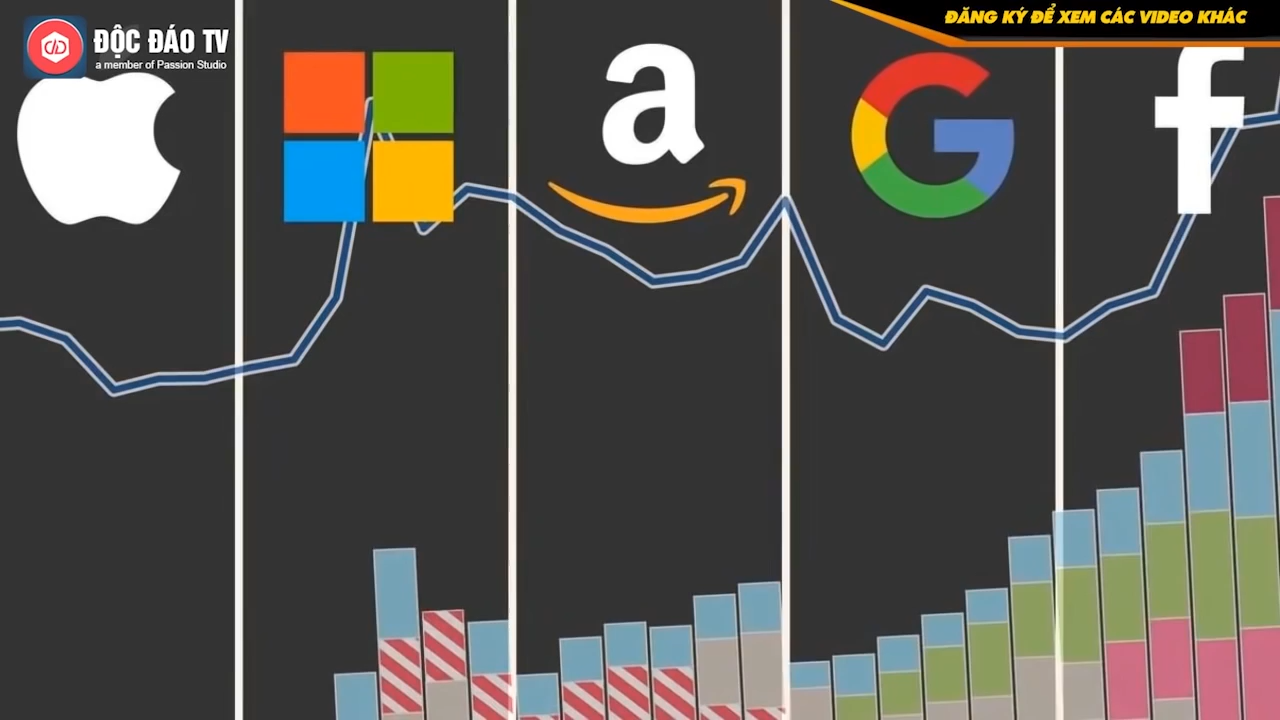 ĐỘC ĐÁO TV
a member of Passion Studio
ĐĂNG KÝ ĐỂ XEM CÁC VIDEO KHÁC